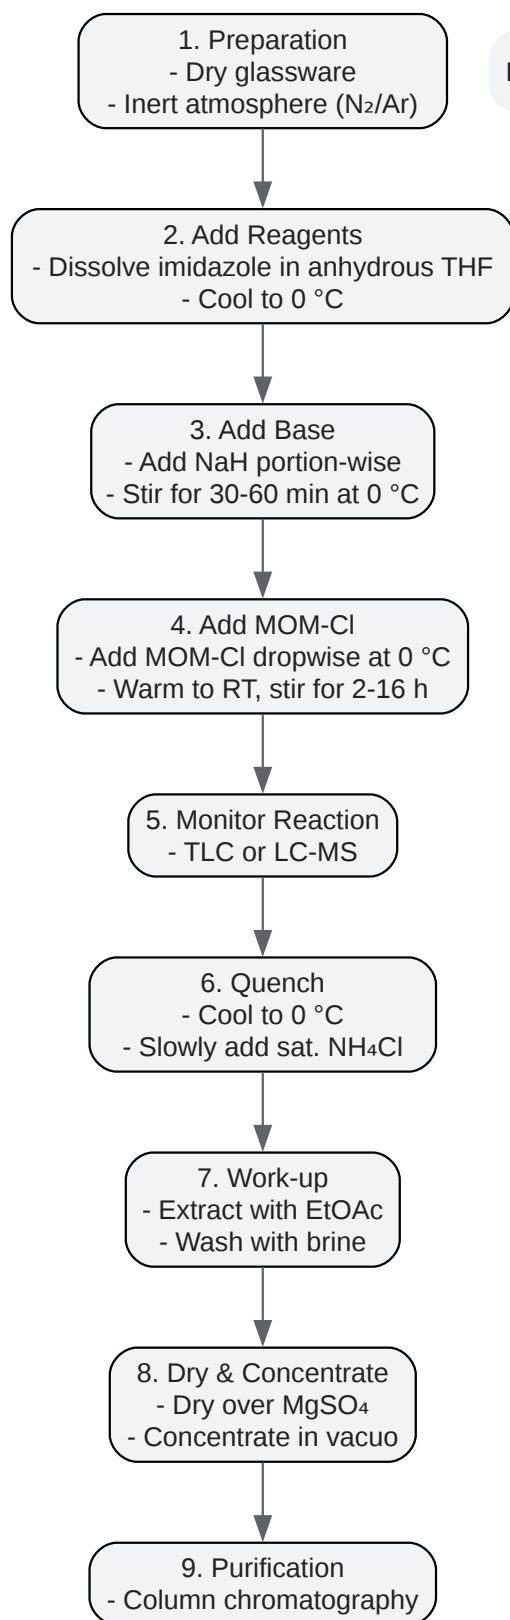 1. Preparation
- Dry glassware
- Inert atmosphere (N₂/Ar)
2. Add Reagents
- Dissolve imidazole in anhydrous THF
- Cool to 0 °C
3. Add Base
- Add NaH portion-wise
- Stir for 30-60 min at 0 °C
4. Add MOM-Cl
- Add MOM-Cl dropwise at 0 °C
- Warm to RT, stir for 2-16 h
5. Monitor Reaction
- TLC or LC-MS
6. Quench
- Cool to 0 °C
- Slowly add sat. NH₄Cl
7. Work-up
- Extract with EtOAc
- Wash with brine
8. Dry & Concentrate
- Dry over MgSO₄
- Concentrate in vacuo
9. Purification
- Column chromatography